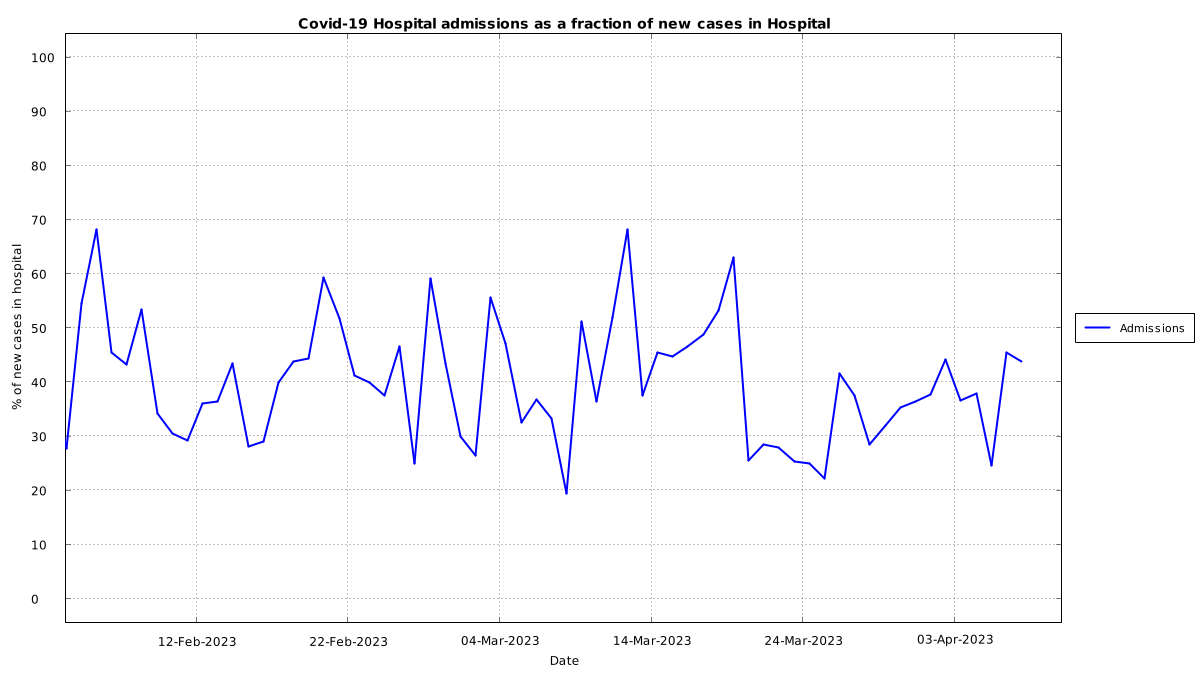 Covid-19 Hospital admissions as a fraction of new cases in Hospital
100
90
80
70
60
50
40
30
20
10
0
% of new cases in hospital
Admissions
12-Feb-2023 22-Feb-2023 04-Mar-2023 14-Mar-2023 24-Mar-2023 03-Apr-2023
Date